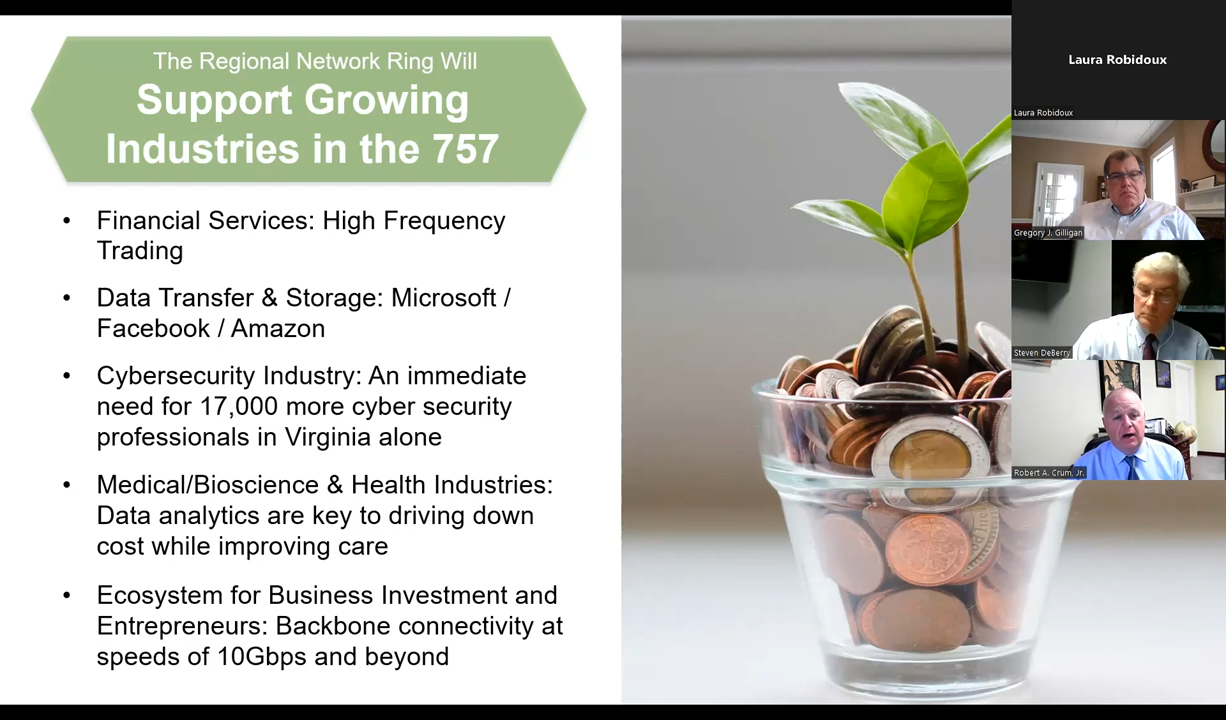 The Regional Network Ring Will
Support Growing
Industries in the 757
• Financial Services: High Frequency
Trading
• Data Transfer & Storage: Microsoft /
Facebook / Amazon
• Cybersecurity Industry: An immediate
need for 17,000 more cyber security
professionals in Virginia alone
• Medical/Bioscience & Health Industries:
Data analytics are key to driving down
cost while improving care
• Ecosystem for Business Investment and
Entrepreneurs: Backbone connectivity at
speeds of 10Gbps and beyond
Laura Robidoux
Laura Robidoux
Gregory J. Gilligan
Steven DeBerry
Robert A. Crum, Jr.